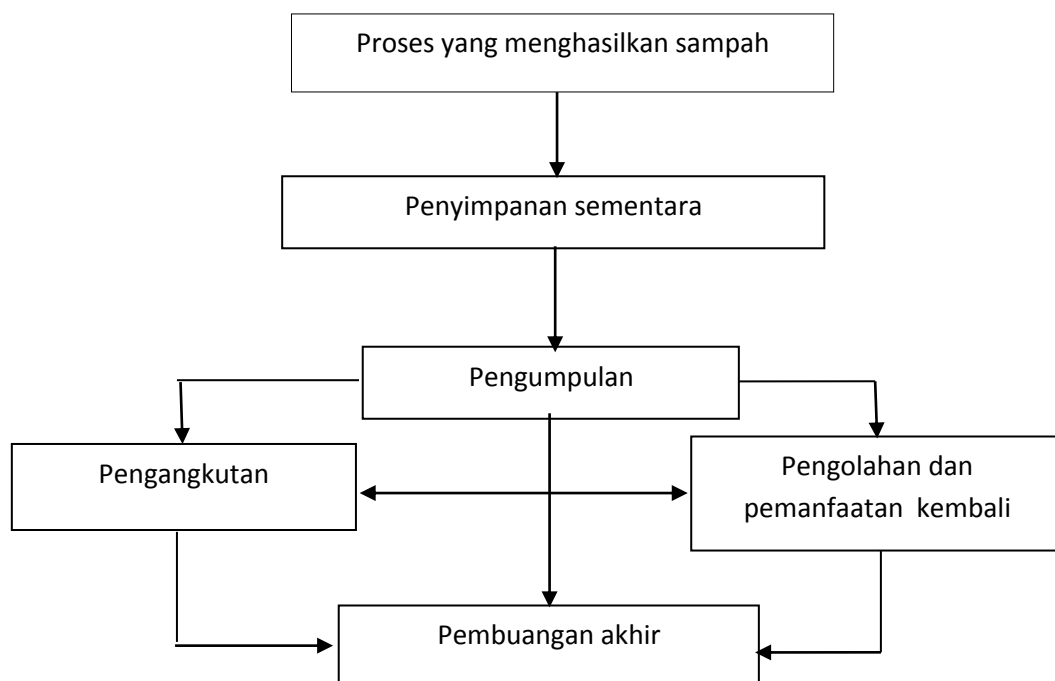 Proses yang menghasilkan sampah
Penyimpanan sementara
Pengumpulan
Pengangkutan
Pengolahan dan
pemanfaatan kembali
Pembuangan akhir